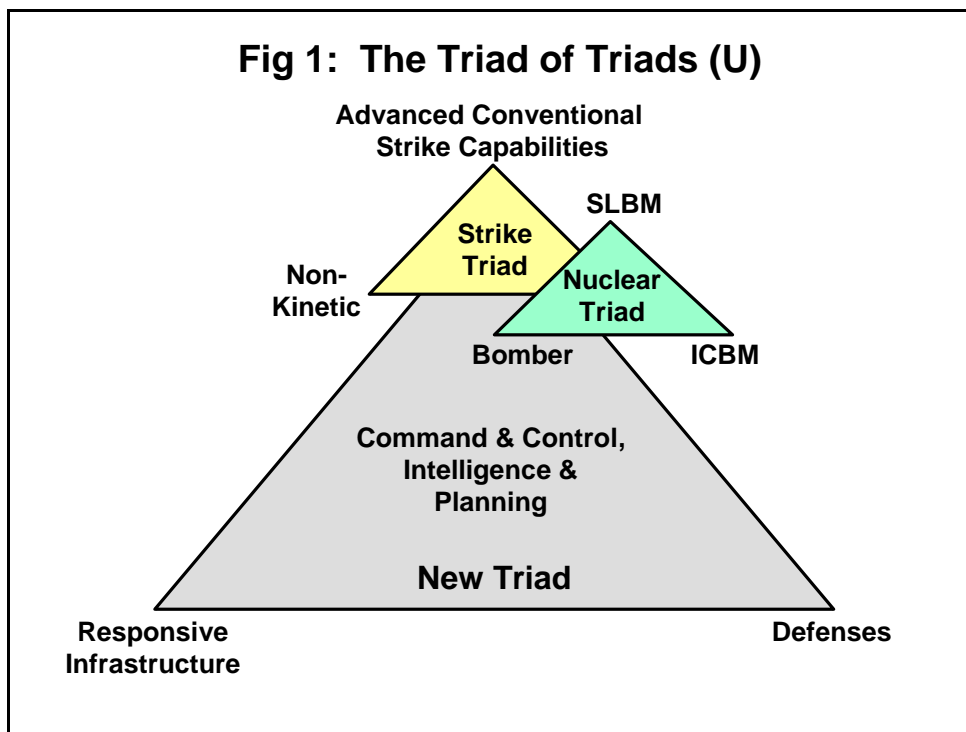 Fig 1: The Triad of Triads (U)
Advanced Conventional
Strike Capabilities
SLBM
Strike
Triad
Non-
Kinetic
Nuclear
Triad
Bomber
ICBM
Command & Control,
Intelligence &
Planning
New Triad
Responsive
Infrastructure
Defenses